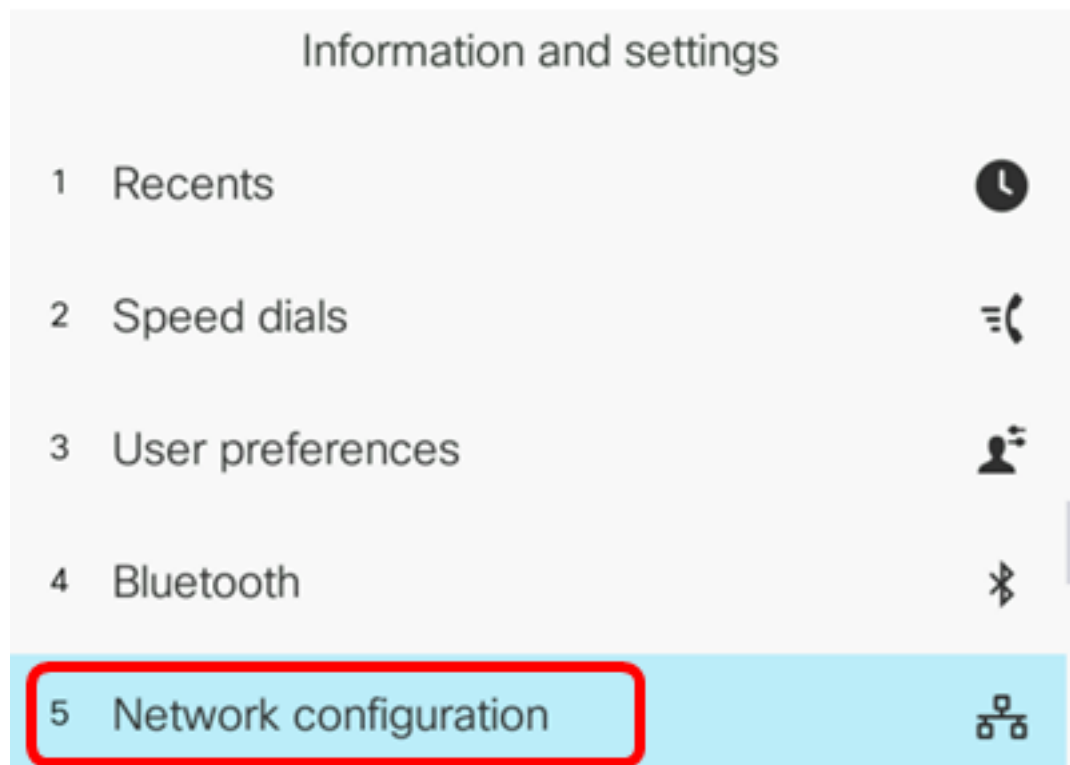 Information and settings
1 Recents
2 Speed dials
3 User preferences
4 Bluetooth
5 Network configuration